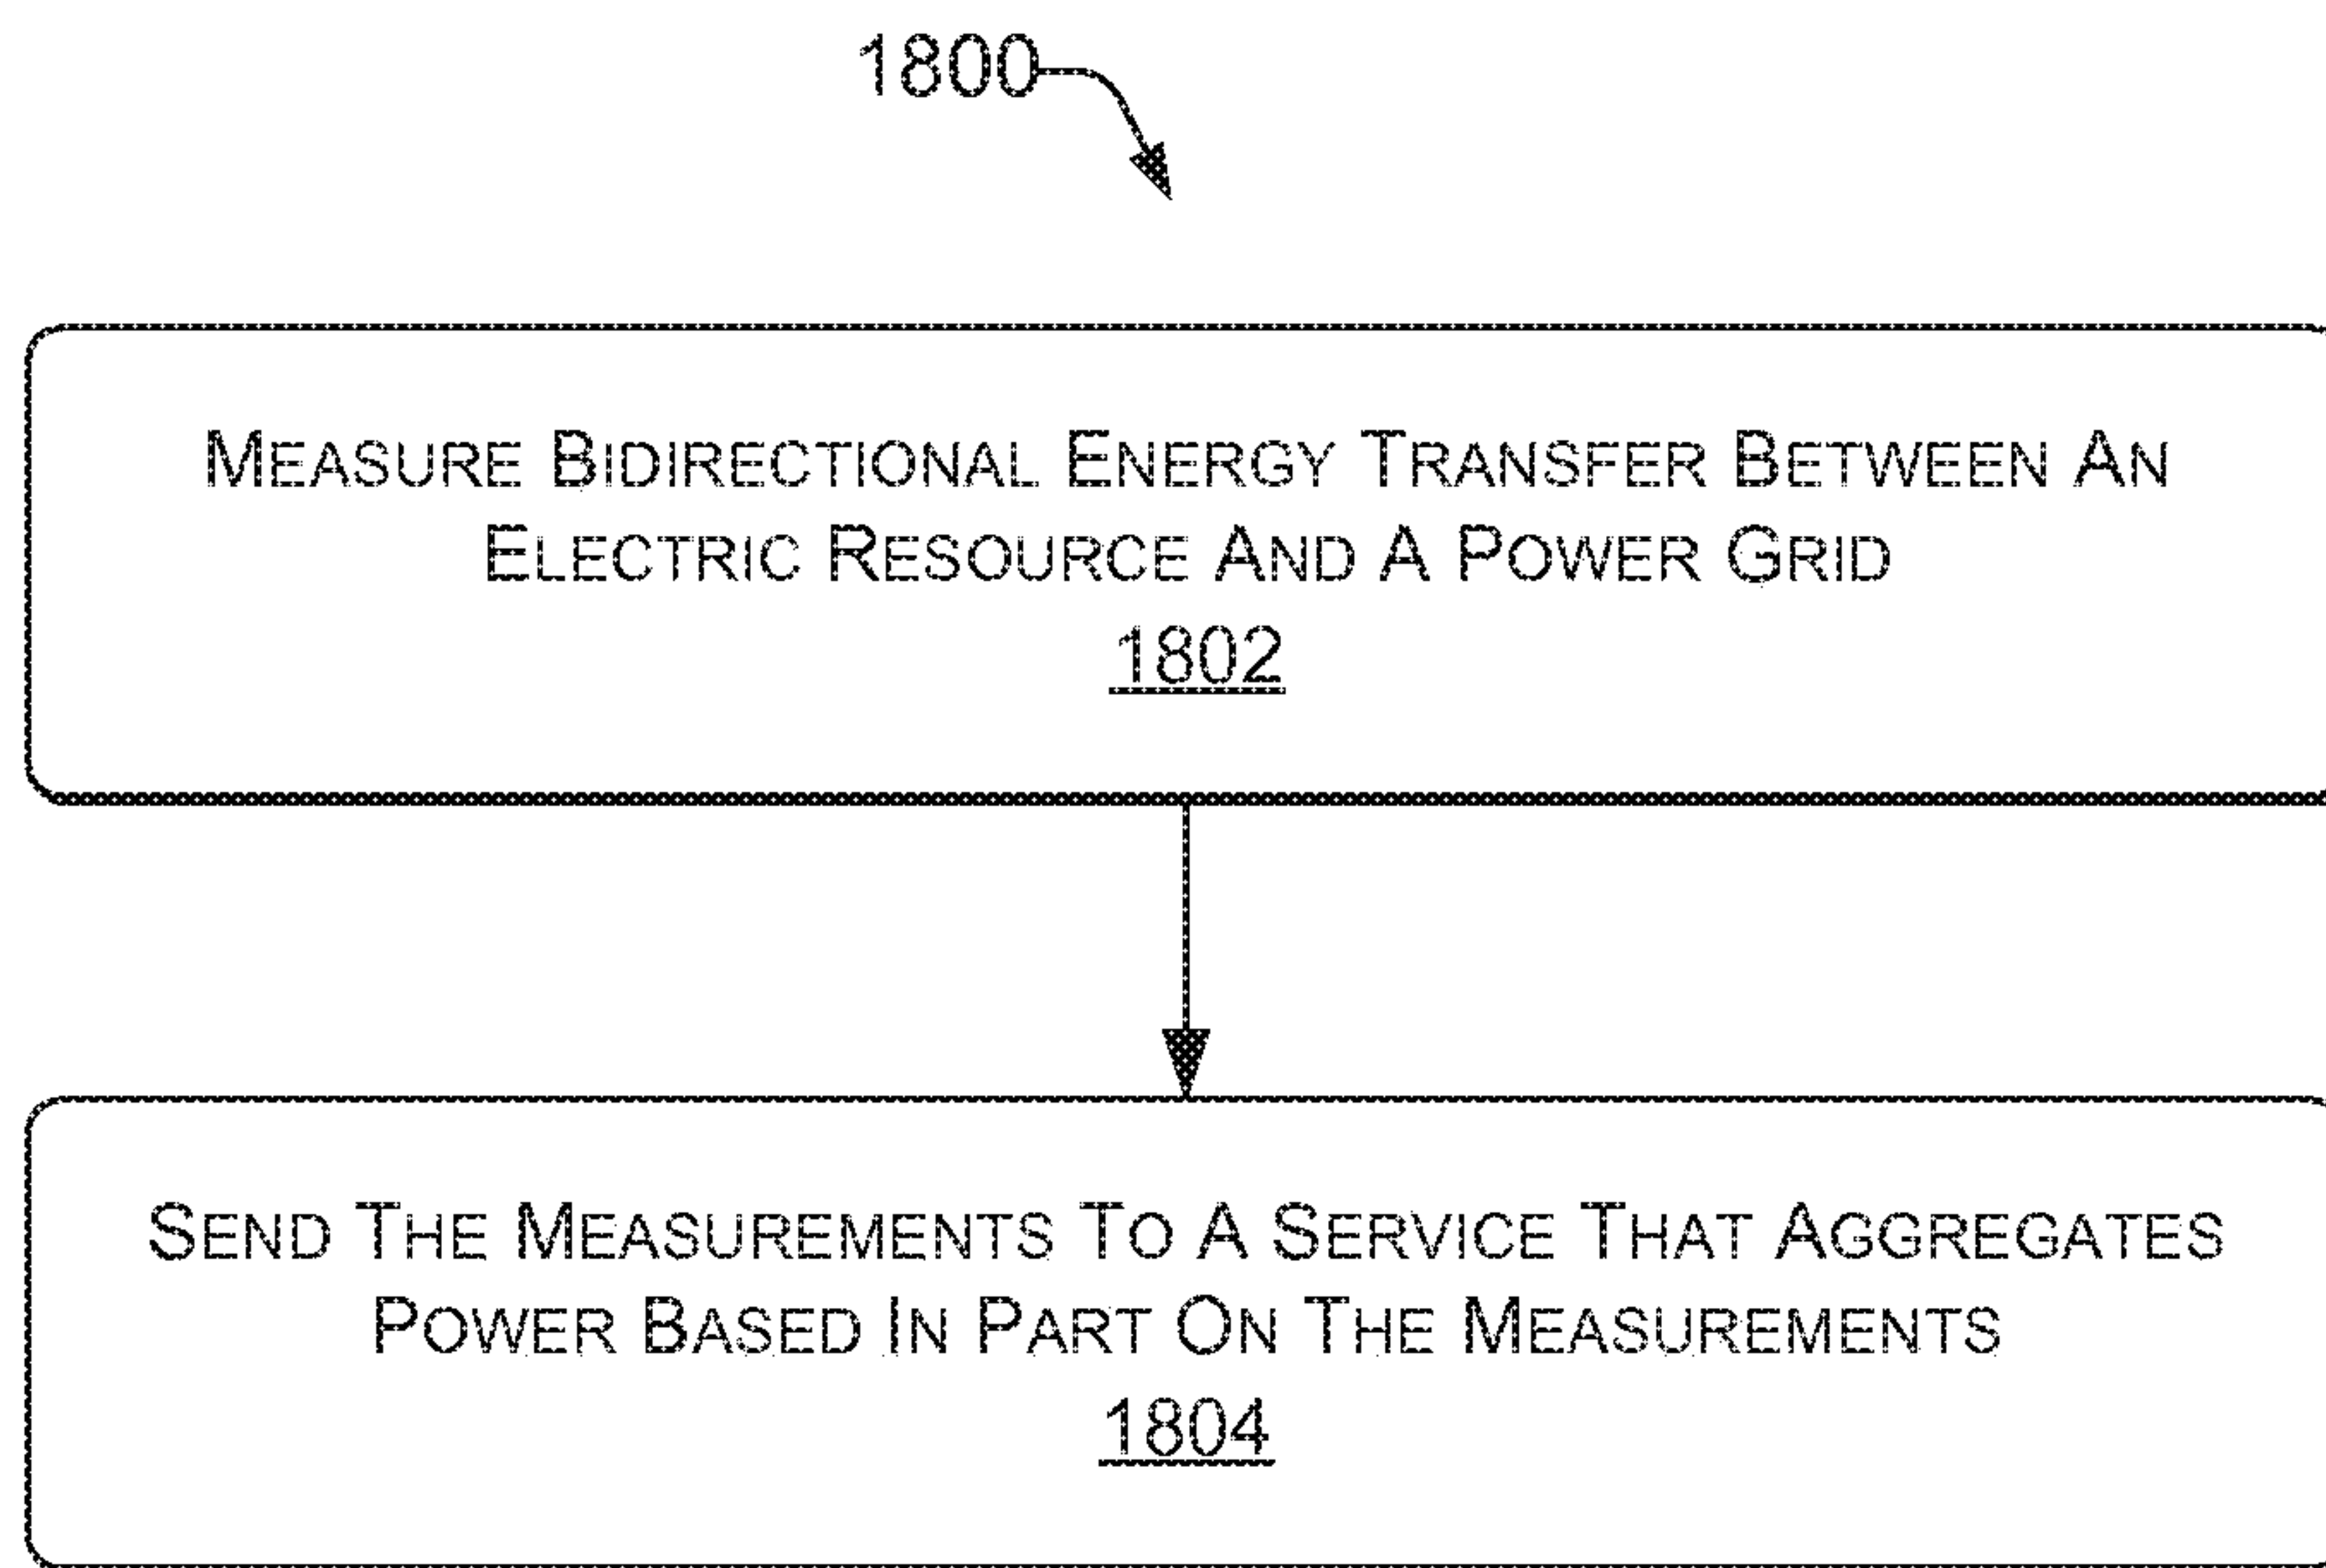 1800
MEASURE BIDIRECTIONAL ENERGY TRANSFER BETWEEN AN
ELECTRIC RESOURCE AND A POWER GRID
1802
SEND THE MEASUREMENTS TO A SERVICE THAT AGGREGATES
POWER BASED IN PART ON THE MEASUREMENTS
1804